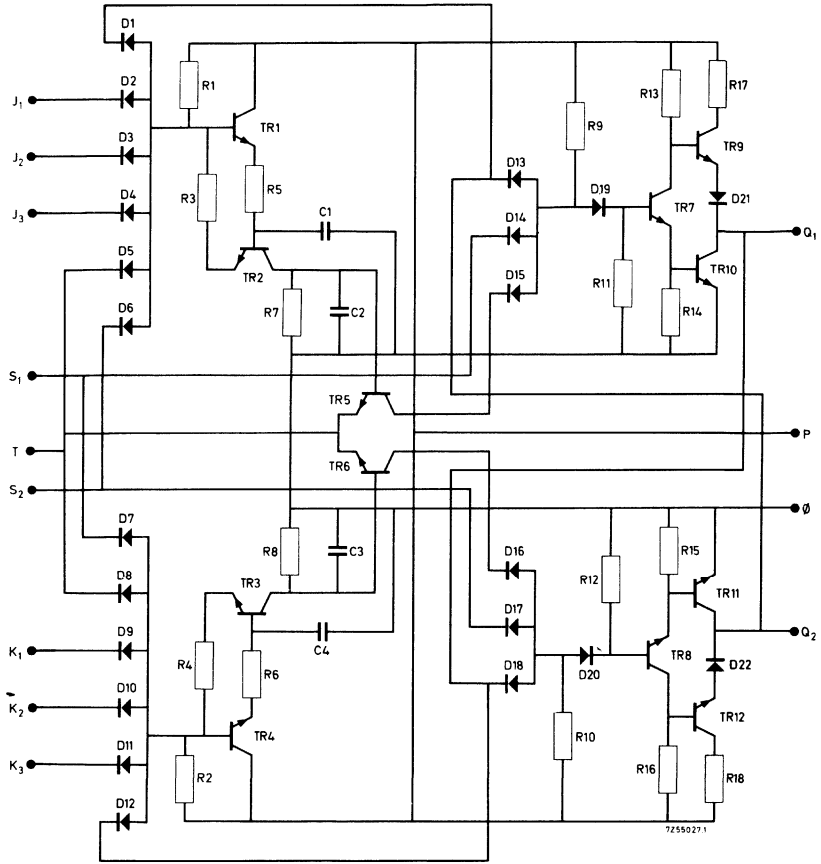 D1
D2
J1
D3
J2
D4
J3
D5
D6
S1
T
S2
D7
D8
D9
K1
D10
K2
D11
K3
D12
R1
TR1
R3
R5
C1
TR2
R7
C2
TR5
TR6
R8
C3
TR3
C4
R4
R6
TR4
R2
D13
D14
D15
R9
D19
R11
R13
TR7
R14
R17
TR9
D21
TR10
Q1
P
Ø
D16
D17
D18
D20
R10
R12
R15
TR11
TR8
Q2
D22
TR12
R16
R18
7Z55027.1